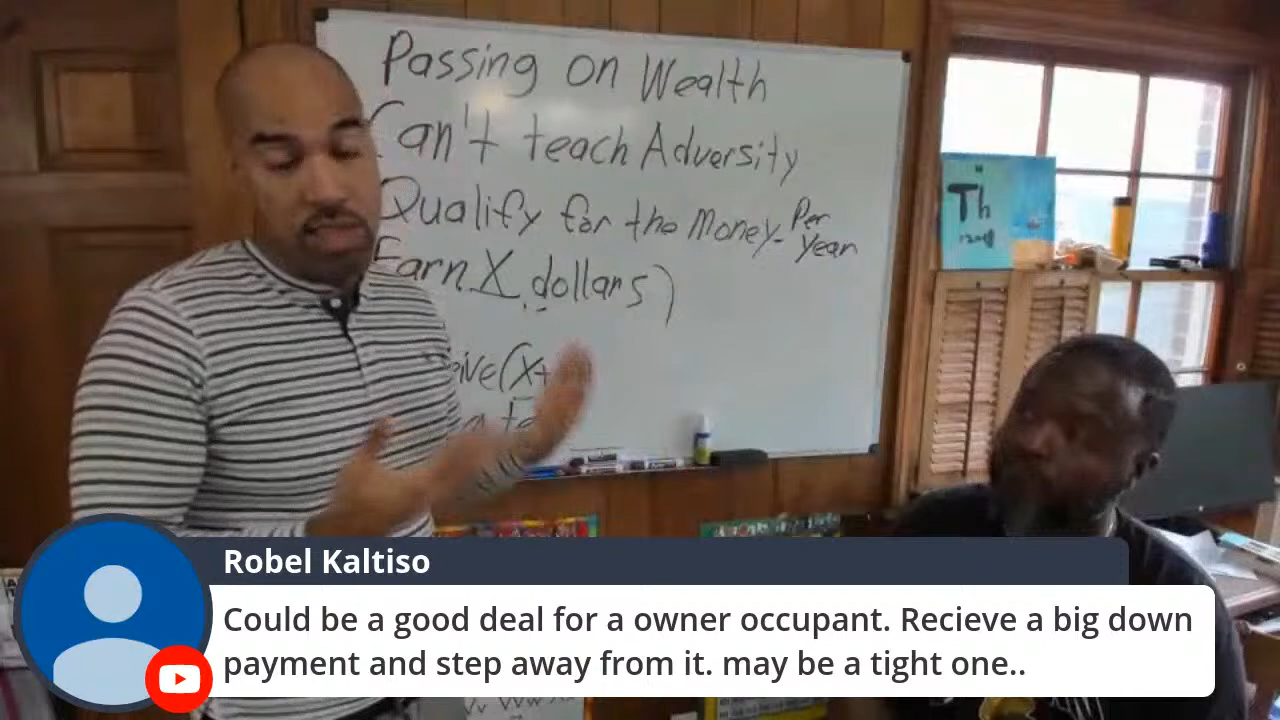 Passing on Wealth
Can't teach Adversity
Qualify for the Money- Per
year
Earn X dollars)
(X+
Th
Robel Kaltiso
Could be a good deal for a owner occupant. Recieve a big down
payment and step away from it. may be a tight one..